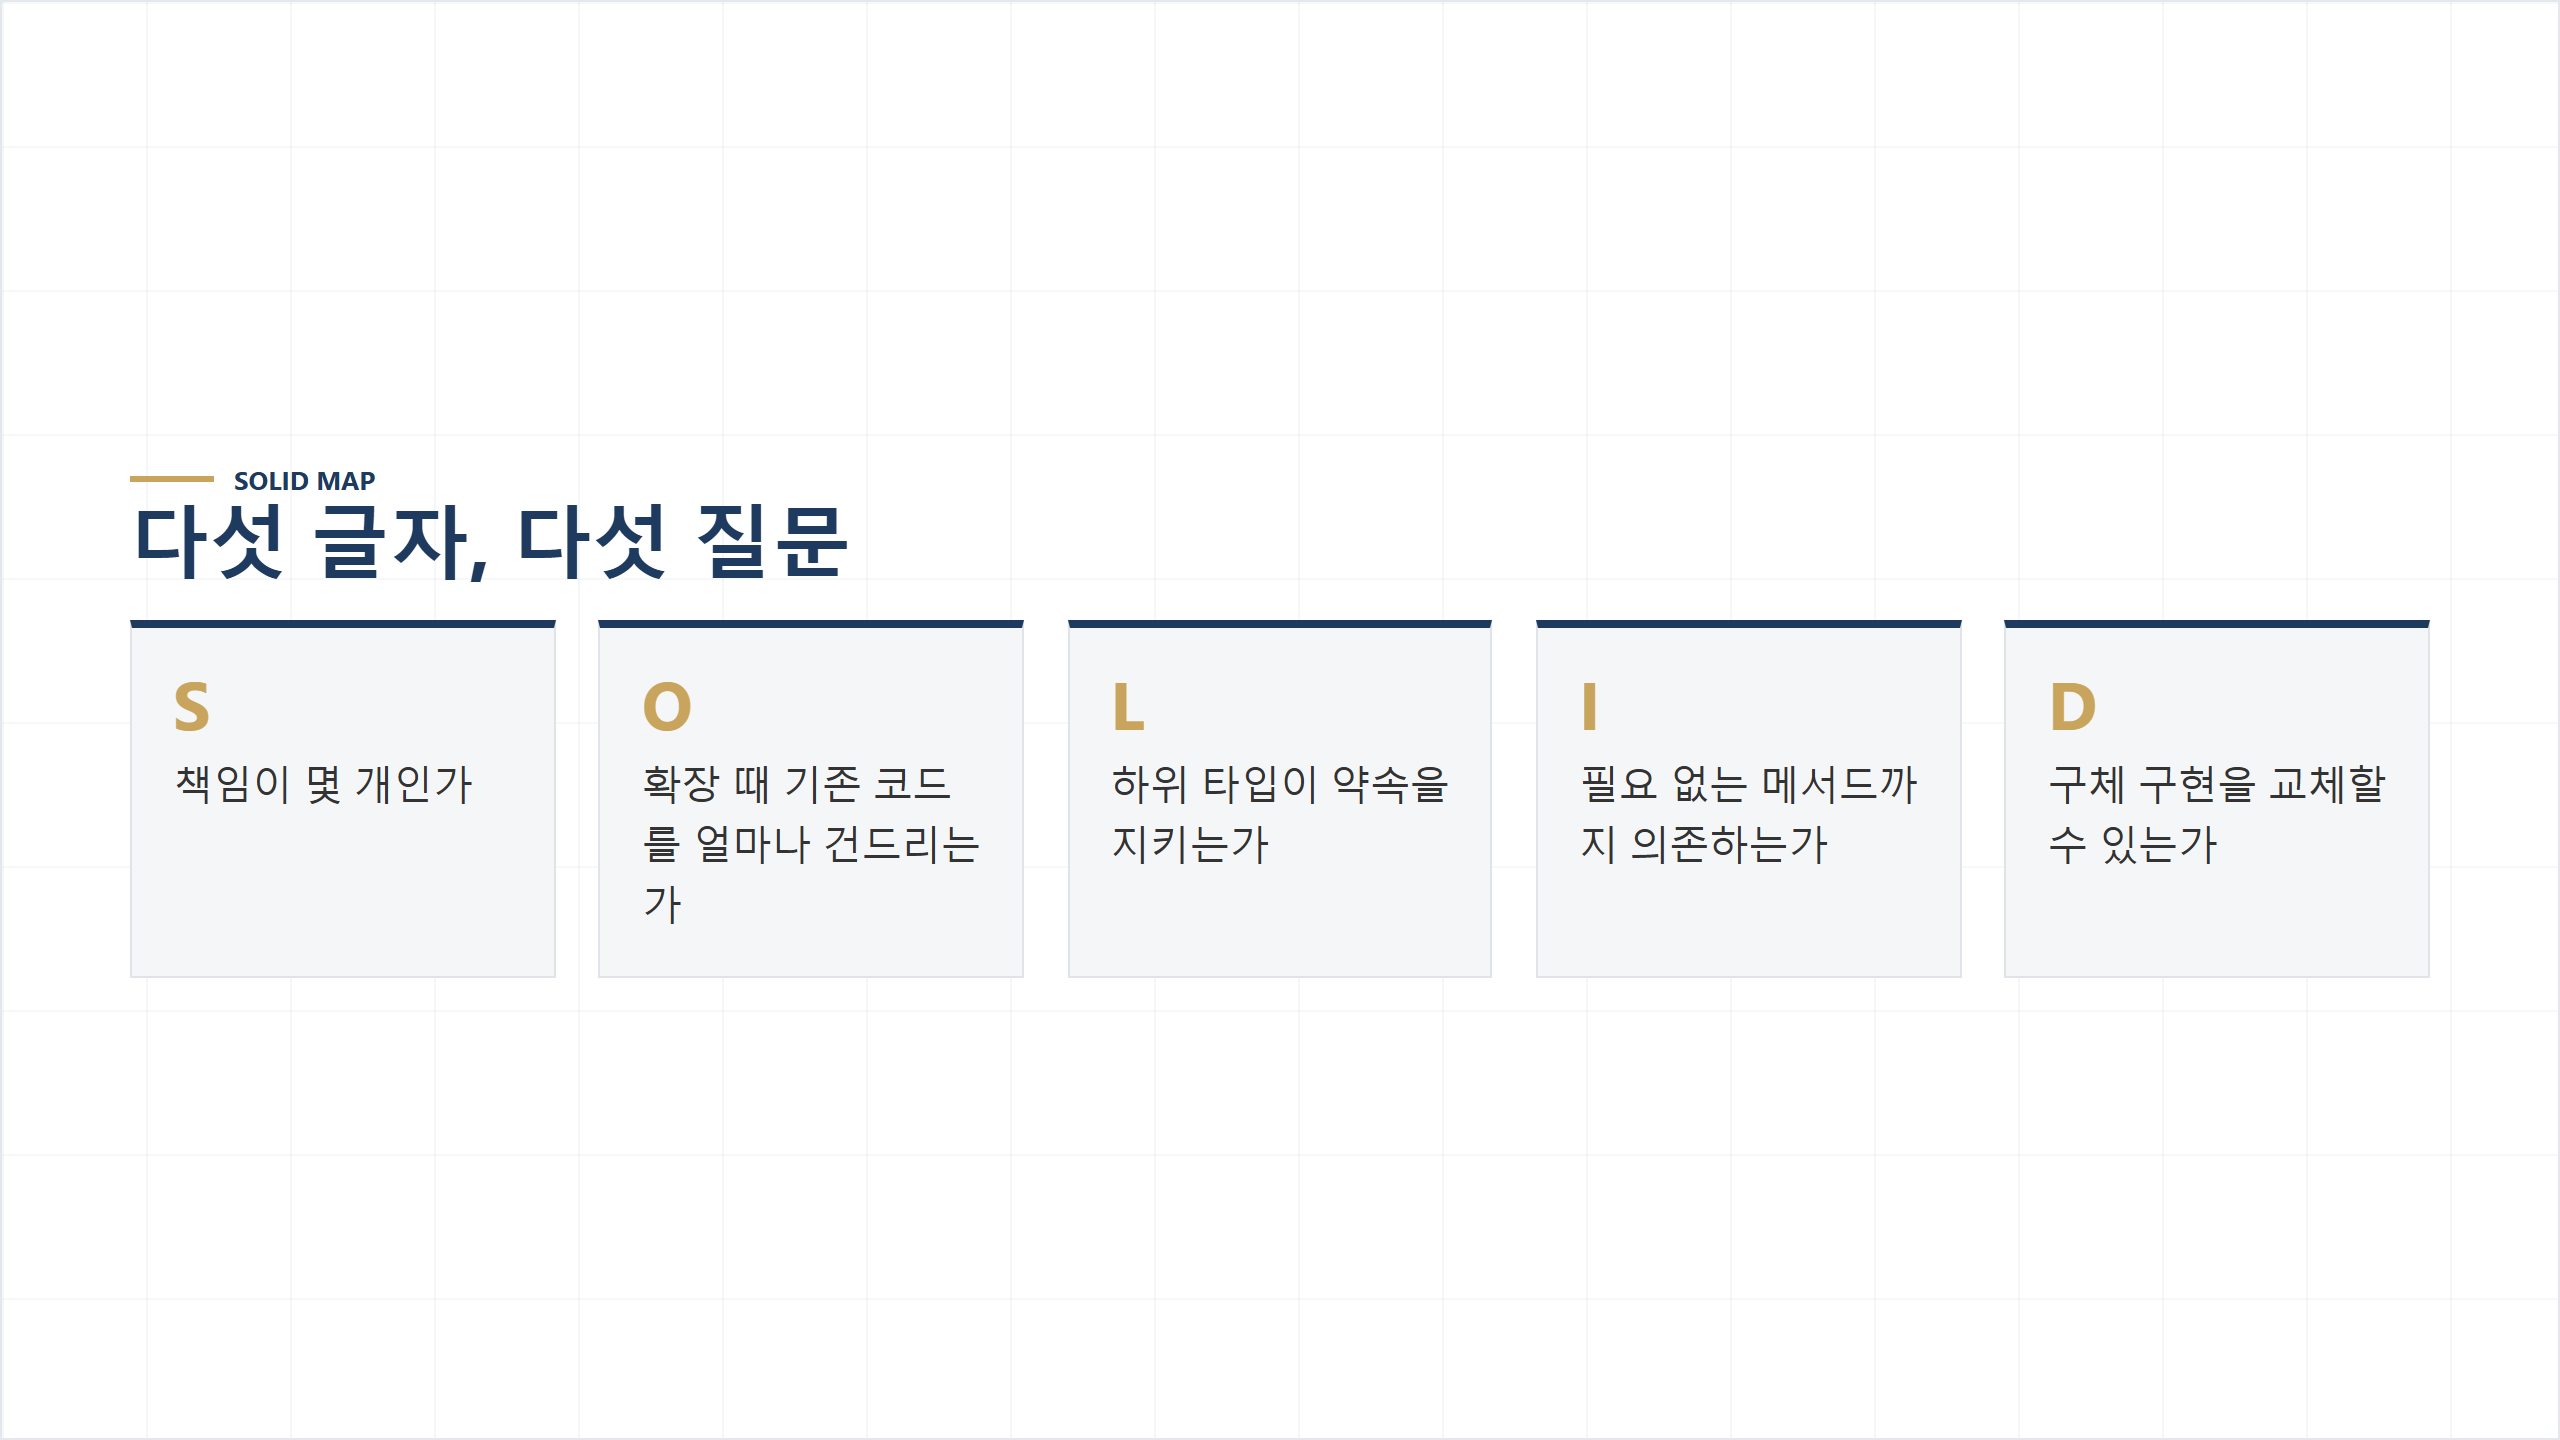 SOLID MAP
다섯 글자, 다섯 질문
S
책임이 몇 개인가
O
확장 때 기존 코드
를 얼마나 건드리는
가
L
하위 타입이 약속을
지키는가
I
필요 없는 메서드까
지 의존하는가
D
구체 구현을 교체할
수 있는가